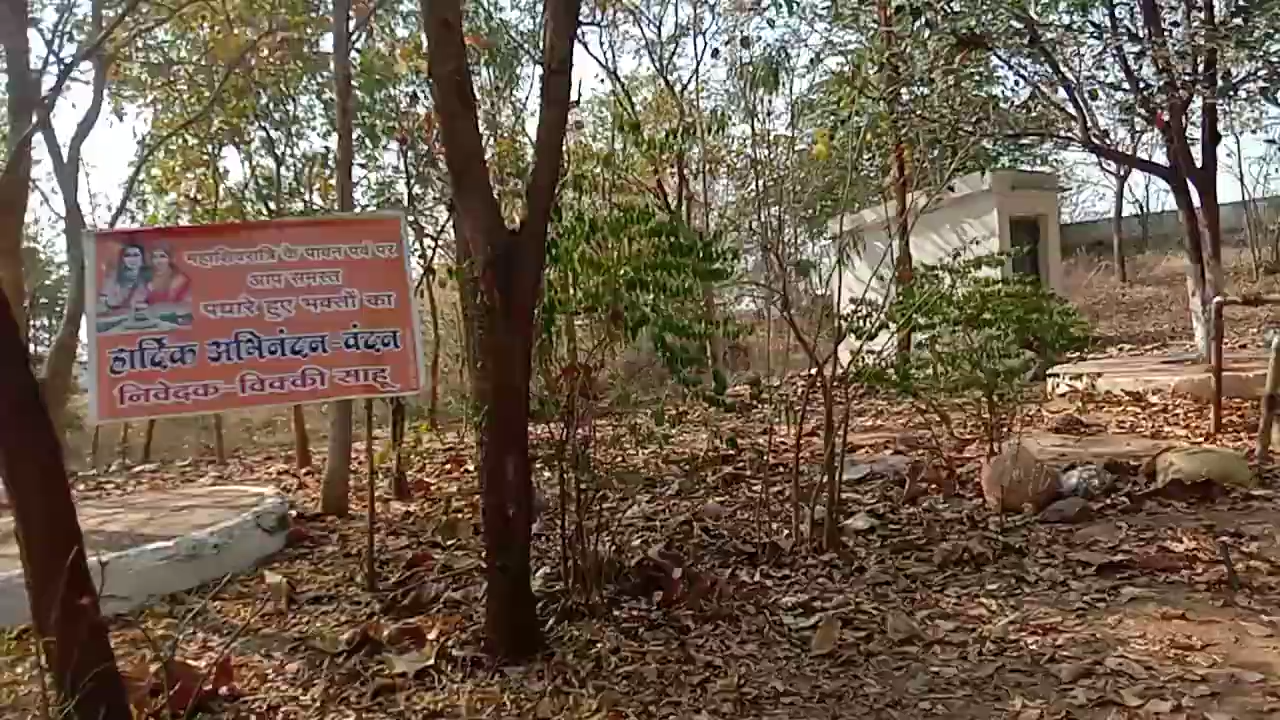 महाशिवरात्रि के पावन पर्व पर
आप समस्त
पधारे हुए भक्तों का
हार्दिक अभिनंदन-वंदन
निवेदक-विक्की साहू